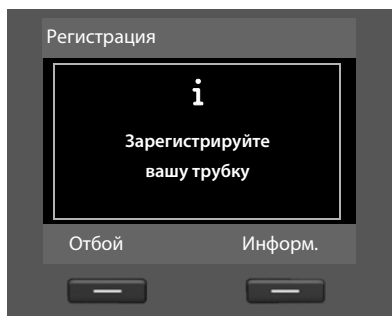 Регистрация
i
Зарегистрируйте
вашу трубку
Отбой Информ.